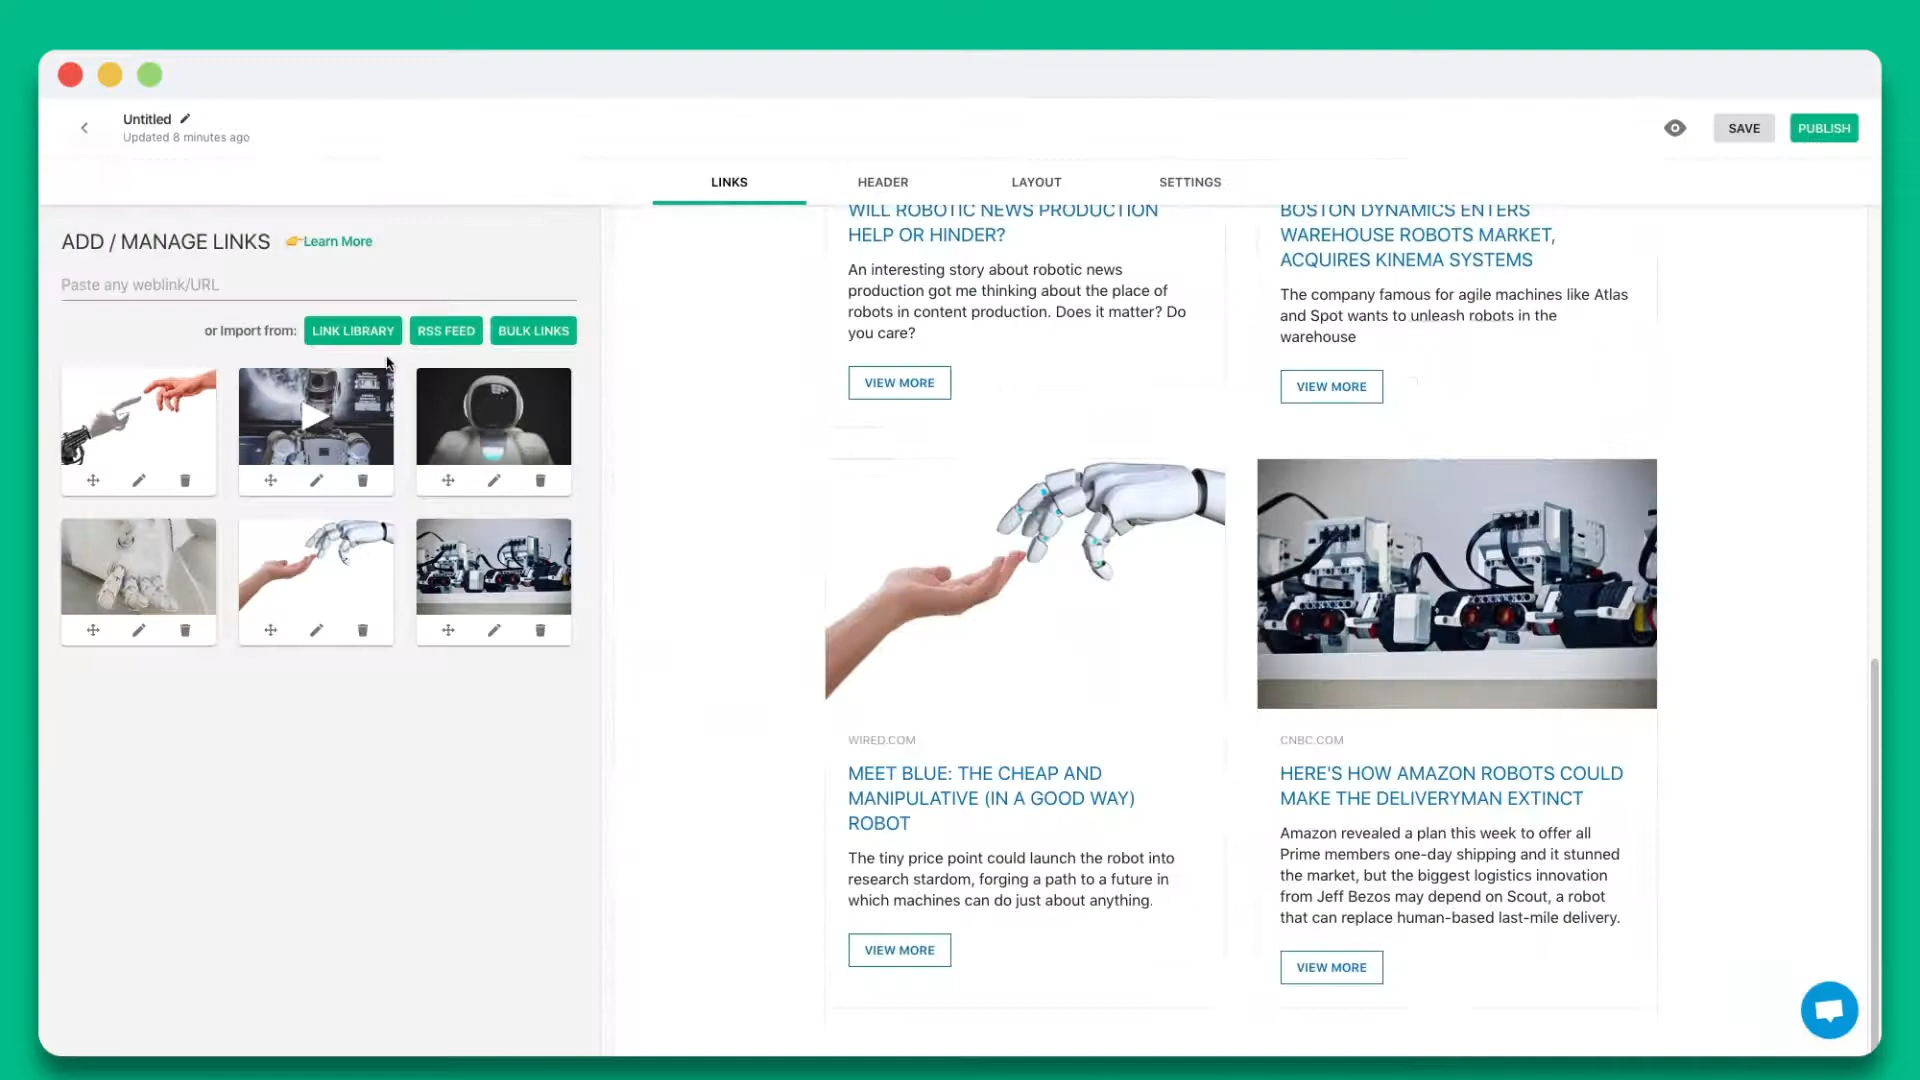 Untitled
Updated 8 minutes ago
SAVE
PUBLISH
LINKS
HEADER
LAYOUT
SETTINGS
ADD / MANAGE LINKS
Learn More
Paste any weblink/URL
or Import from:
LINK LIBRARY
RSS FEED
BULK LINKS
WILL ROBOTIC NEWS PRODUCTION
HELP OR HINDER?
An interesting story about robotic news
production got me thinking about the place of
robots in content production. Does it matter? Do
you care?
VIEW MORE
BOSTON DYNAMICS ENTERS
WAREHOUSE ROBOTS MARKET,
ACQUIRES KINEMA SYSTEMS
The company famous for agile machines like Atlas
and Spot wants to unleash robots in the
warehouse
VIEW MORE
WIRED.COM
MEET BLUE: THE CHEAP AND
MANIPULATIVE (IN A GOOD WAY)
ROBOT
The tiny price point could launch the robot into
research stardom, forging a path to a future in
which machines can do just about anything.
VIEW MORE
CNBC.COM
HERE'S HOW AMAZON ROBOTS COULD
MAKE THE DELIVERYMAN EXTINCT
Amazon revealed a plan this week to offer all
Prime members one-day shipping and it stunned
the market, but the biggest logistics innovation
from Jeff Bezos may depend on Scout, a robot
that can replace human-based last-mile delivery.
VIEW MORE